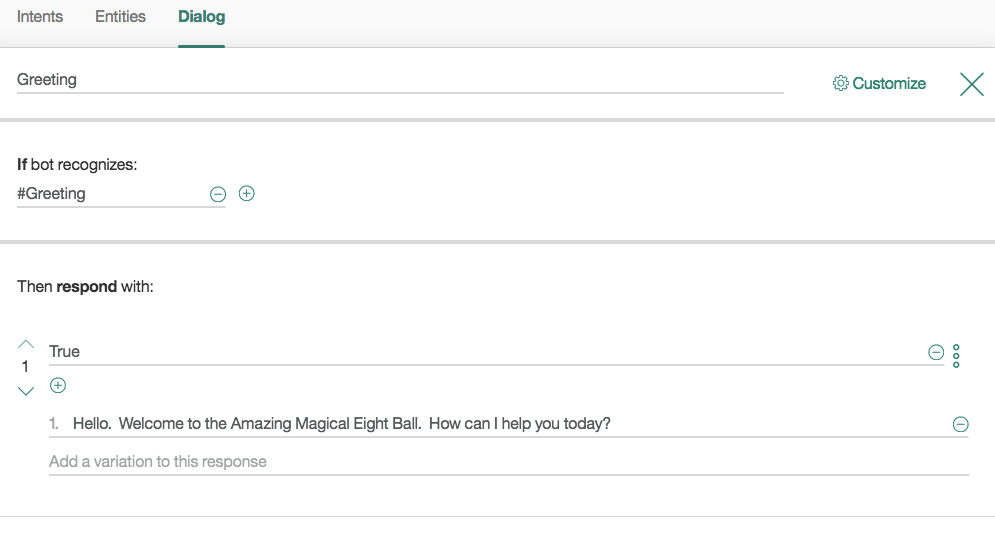 Intents Entities Dialog
Greeting Customize
If bot recognizes:
#Greeting
Then respond with:
True
1
1. Hello. Welcome to the Amazing Magical Eight Ball. How can I help you today?
Add a variation to this response